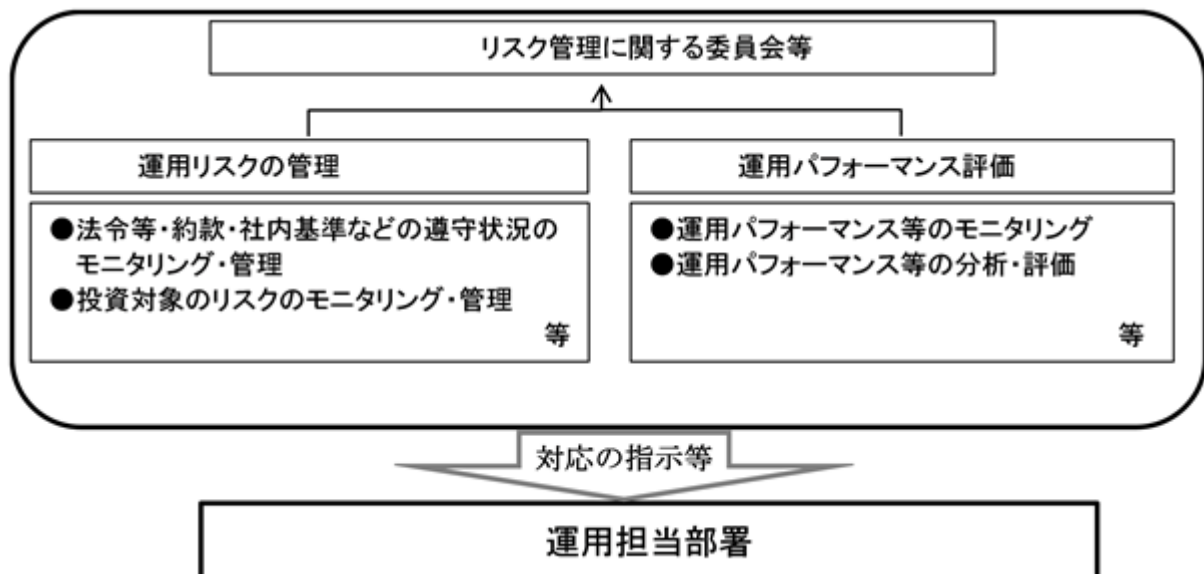 リスク管理に関する委員会等
運用リスクの管理
●法令等・約款・社内基準などの遵守状況の
モニタリング・管理
●投資対象のリスクのモニタリング・管理
等
運用パフォーマンス評価
●運用パフォーマンス等のモニタリング
●運用パフォーマンス等の分析・評価
等
対応の指示等
運用担当部署